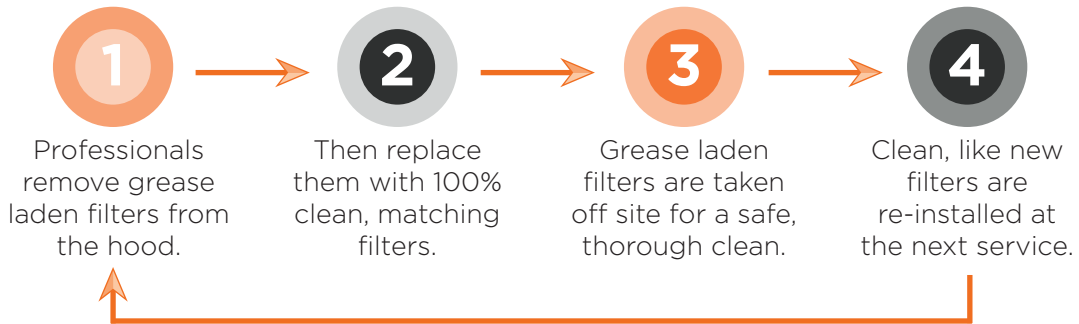 1
Professionals
remove grease
laden filters from
the hood.
2
Then replace
them with 100%
clean, matching
filters.
3
Grease laden
filters are taken
off site for a safe,
thorough clean.
4
Clean, like new
filters are
re-installed at
the next service.